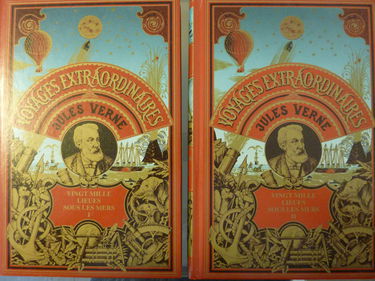 VOYAGES EXTRAORDINAIRES
JULES VERNE
VINGT MILLE
LIEUES
SOUS LES MERS
I
VOYAGES EXTRAORDINAIRES
JULES VERNE
VINGT MILLE
LIEUES
SOUS LES MERS
II